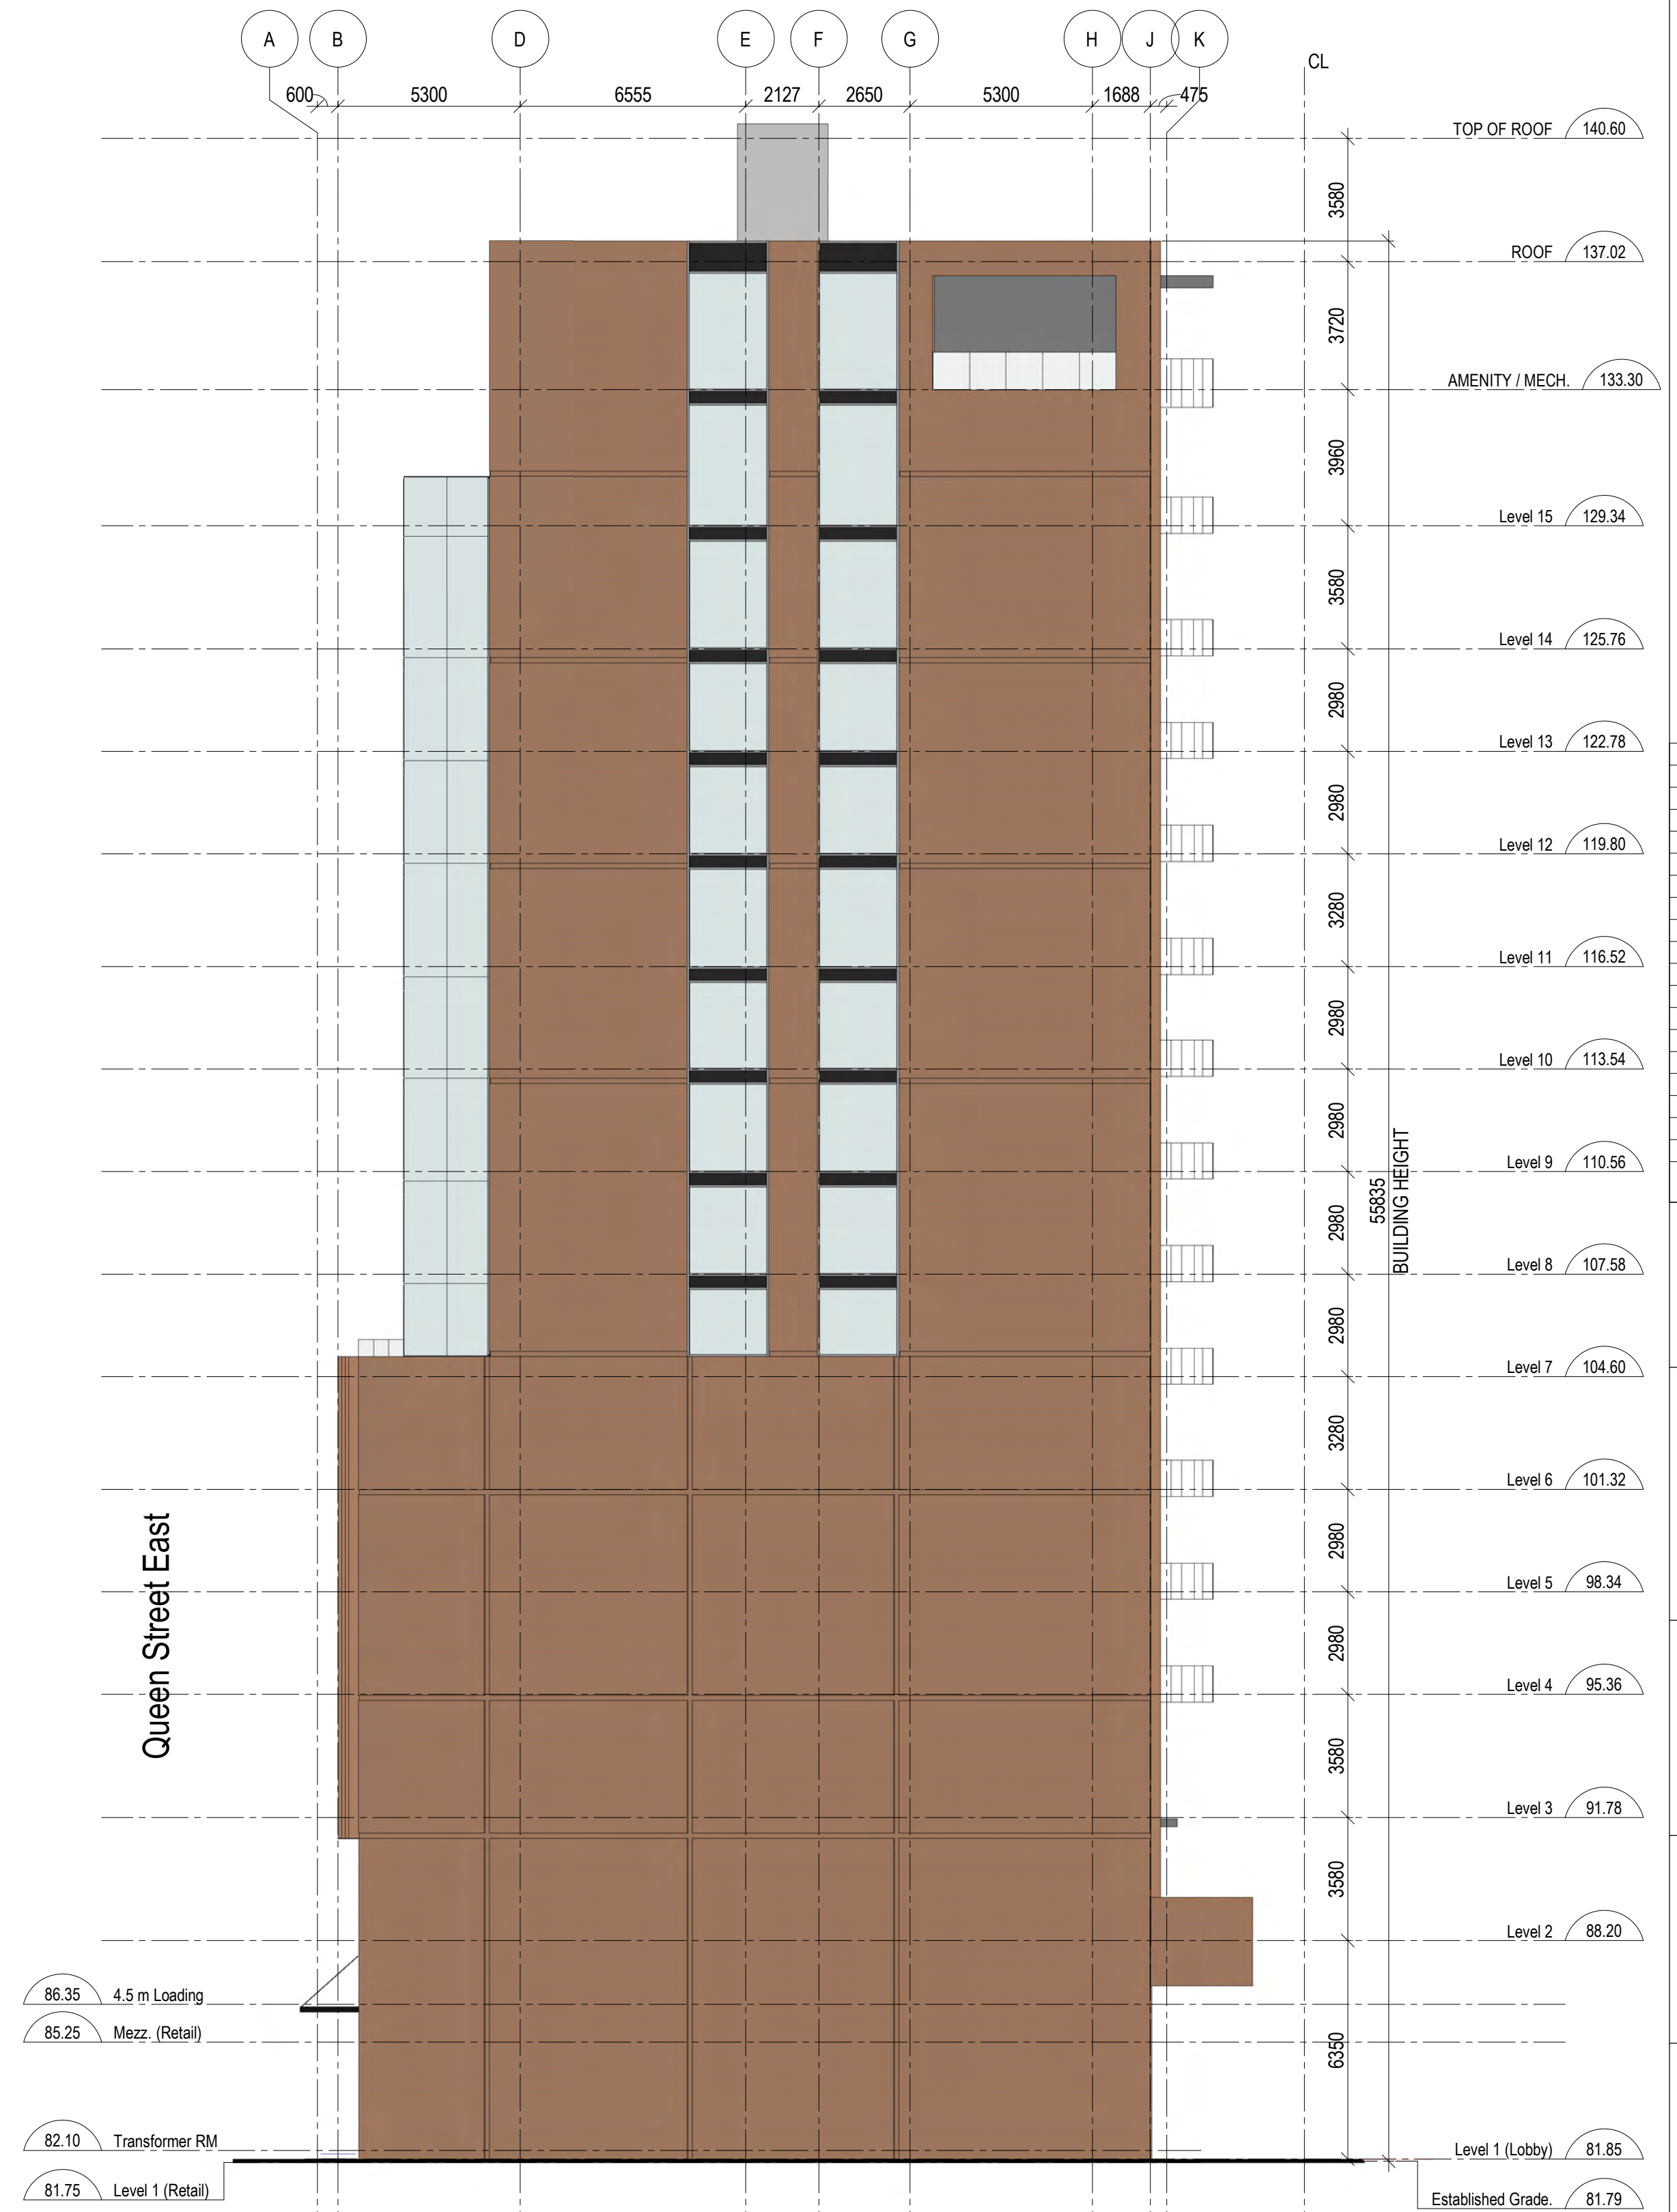 A B D E F G H J K
CL
600 5300 6555 2127 2650 5300 1688 475
TOP OF ROOF 140.60
3580
ROOF 137.02
3720
AMENITY / MECH. 133.30
3960
Level 15 129.34
3580
Level 14 125.76
2980
Level 13 122.78
2980
Level 12 119.80
3280
Level 11 116.52
2980
Level 10 113.54
2980
Level 9 110.56
55835
BUILDING HEIGHT
2980
Level 8 107.58
2980
Level 7 104.60
3280
Level 6 101.32
2980
Level 5 98.34
2980
Level 4 95.36
Queen Street East
3580
Level 3 91.78
3580
Level 2 88.20
86.35 4.5 m Loading
85.25 Mezz. (Retail)
6350
82.10 Transformer RM
Level 1 (Lobby) 81.85
81.75 Level 1 (Retail)
Established Grade. 81.79